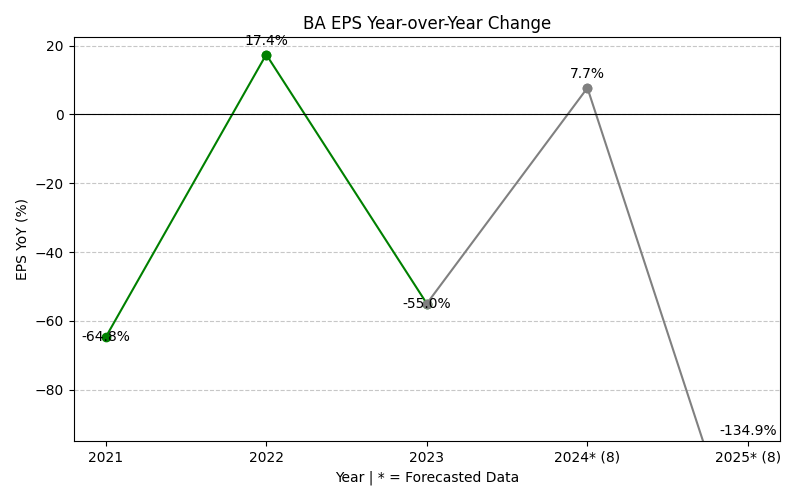 BA EPS Year-over-Year Change
17.4%
20
7.7%
0
−20
EPS YoY (%)
−40
-55.0%
−60
-64.8%
−80
-134.9%
2021 2022 2023 2024* (8) 2025* (8)
Year | * = Forecasted Data